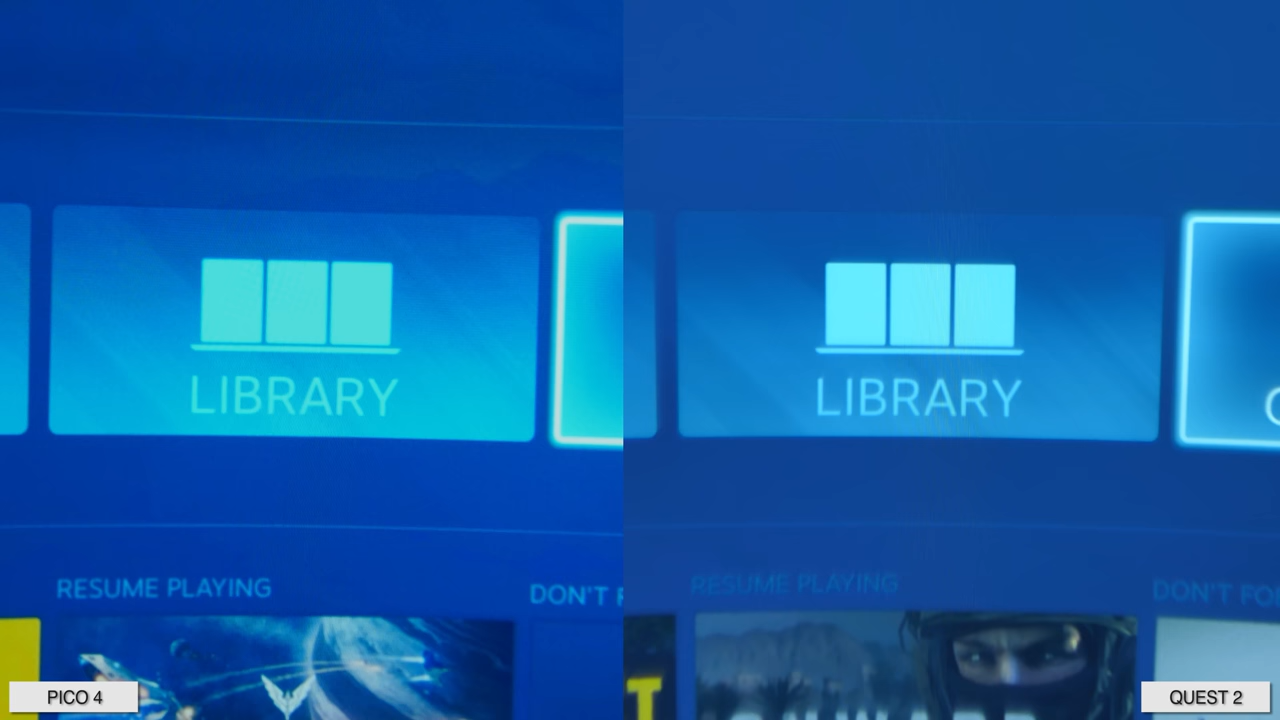 LIBRARY
LIBRARY
RESUME PLAYING
DON'T
RESUME PLAYING
DON'T
PICO 4
QUEST 2